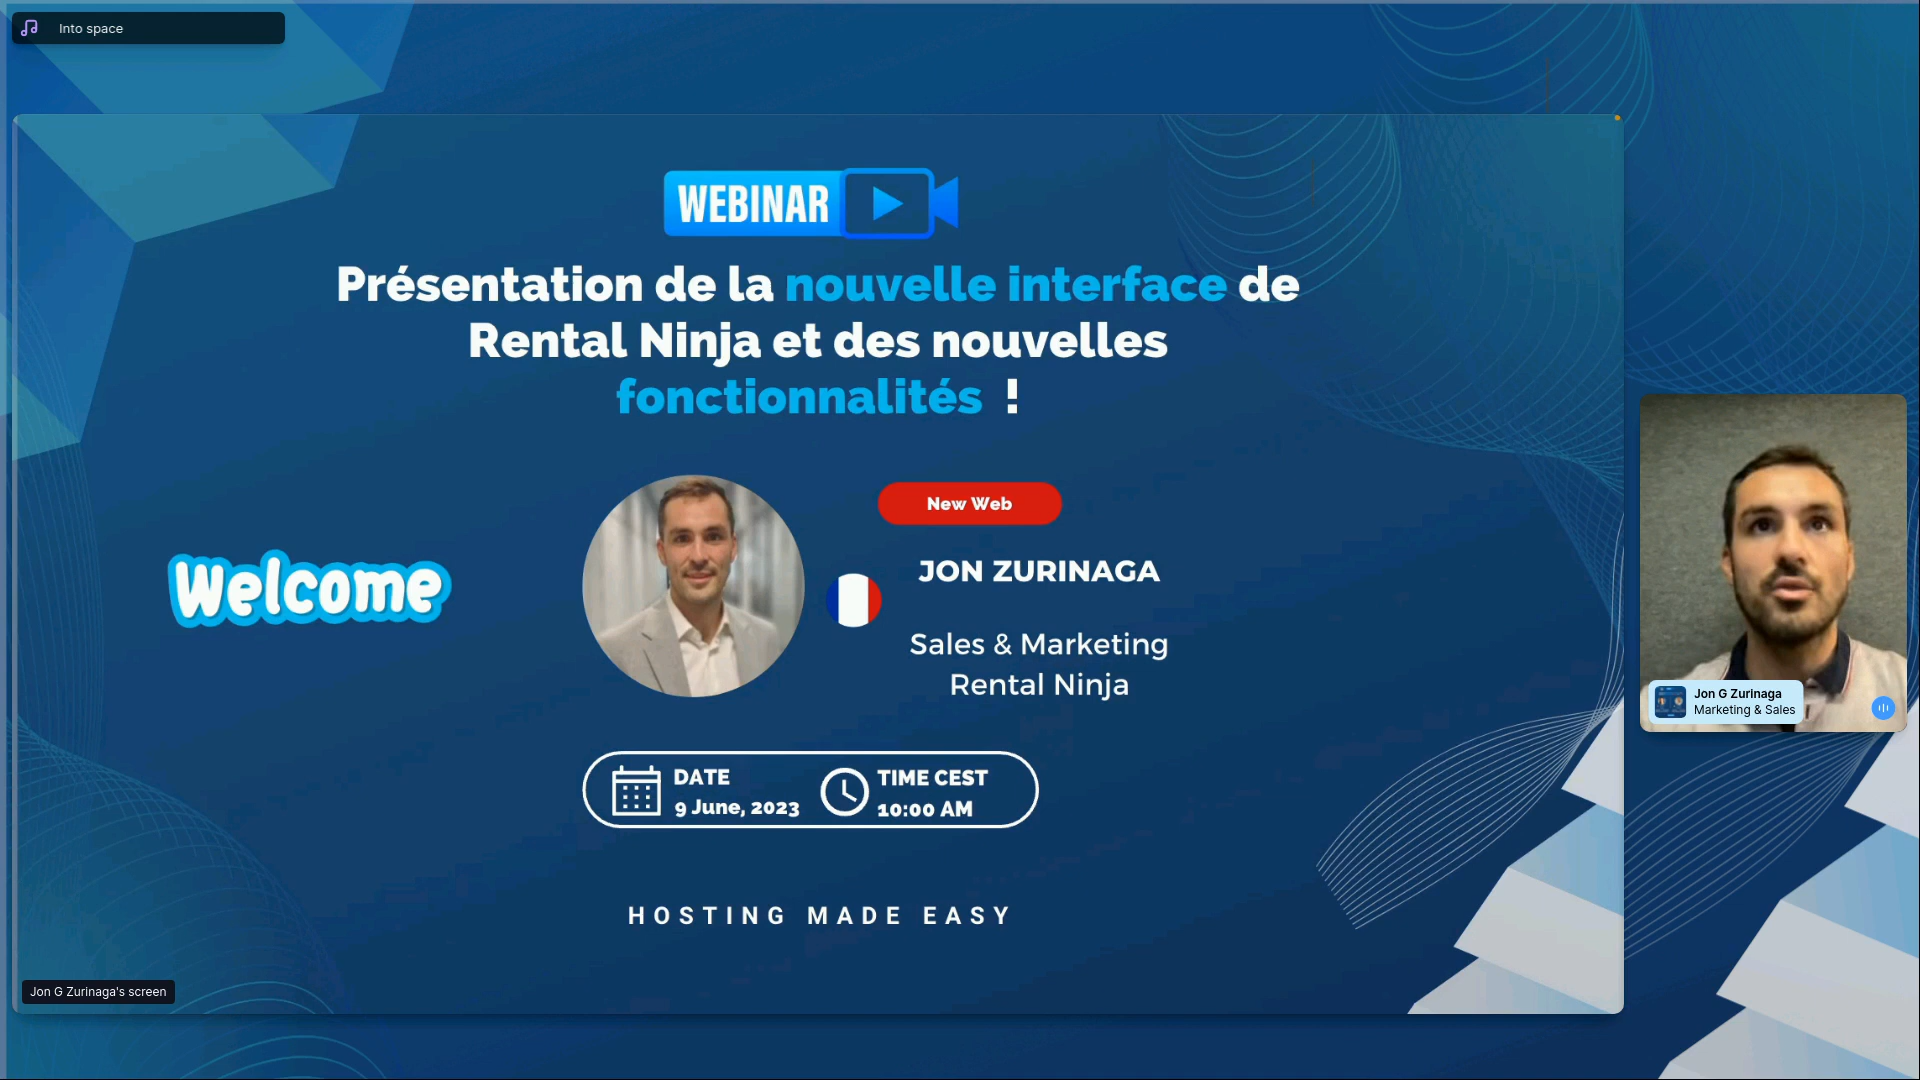 Into space
WEBINAR
Présentation de la nouvelle interface de
Rental Ninja et des nouvelles
fonctionnalités !
New Web
Welcome
JON ZURINAGA
Sales & Marketing
Rental Ninja
DATE
9 June, 2023
TIME CEST
10:00 AM
HOSTING MADE EASY
Jon G Zurinaga's screen
Jon G Zurinaga
Marketing & Sales